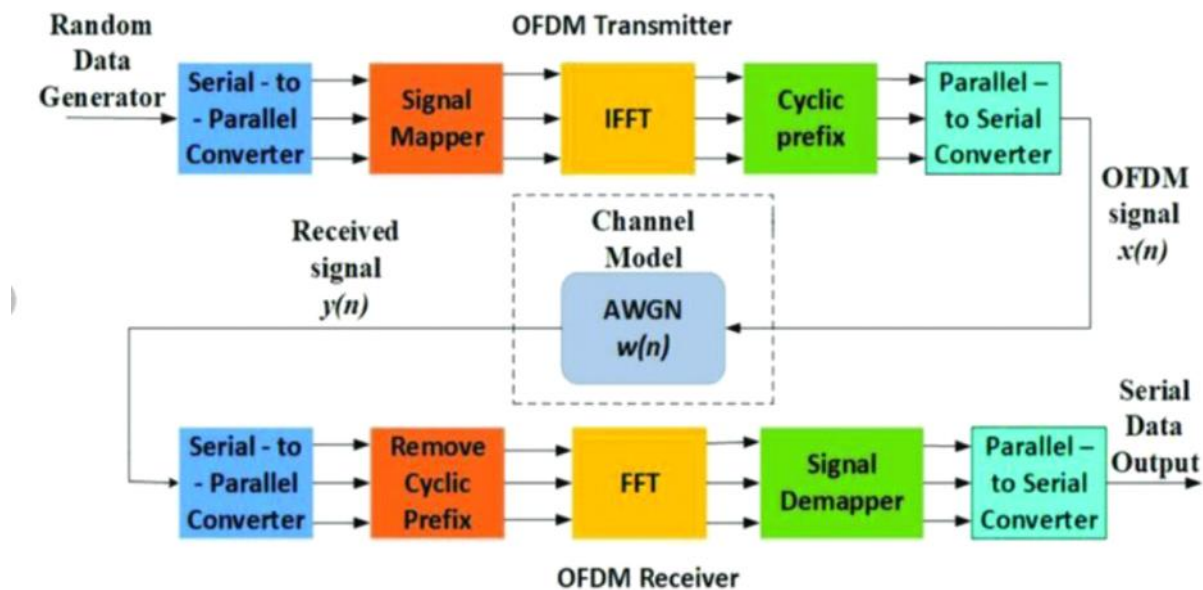 Random
Data
Generator
OFDM Transmitter
Serial - to
- Parallel
Converter
Signal
Mapper
IFFT
Cyclic
prefix
Parallel –
to Serial
Converter
OFDM
signal
x(n)
Channel
Model
AWGN
w(n)
Received
signal
y(n)
Serial - to
- Parallel
Converter
Remove
Cyclic
Prefix
FFT
Signal
Demapper
Parallel –
to Serial
Converter
Serial
Data
Output
OFDM Receiver